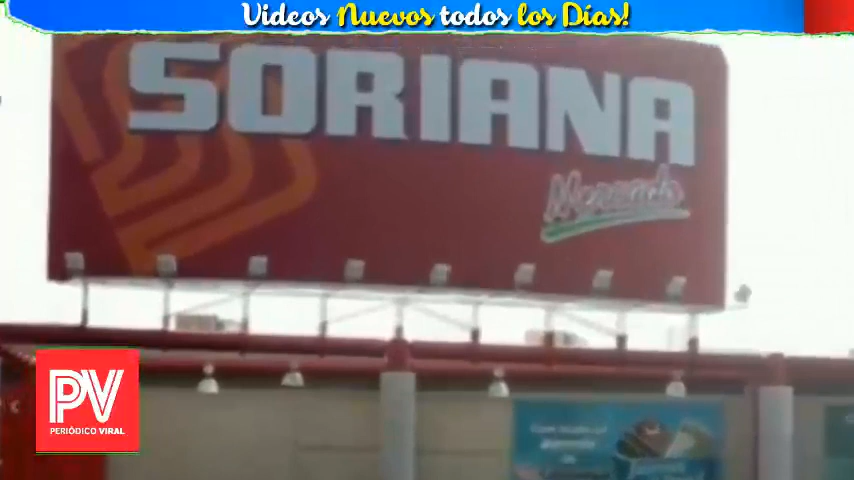 Videos Nuevos todos los Días!
SORIANA
Mercado
PV
PERIÓDICO VIRAL